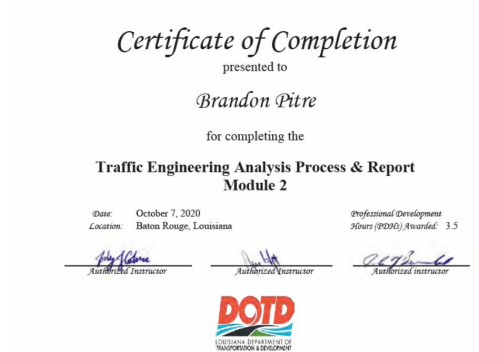 Certificate of Completion
presented to
Brandon Pitre
for completing the
Traffic Engineering Analysis Process & Report
Module 2
Date: October 7, 2020
Location: Baton Rouge, Louisiana
Professional Development
Hours (PDHs) Awarded: 3.5
Authorized Instructor
Authorized Instructor
Authorized instructor
DOTD
LOUISIANA DEPARTMENT OF
TRANSPORTATION & DEVELOPMENT